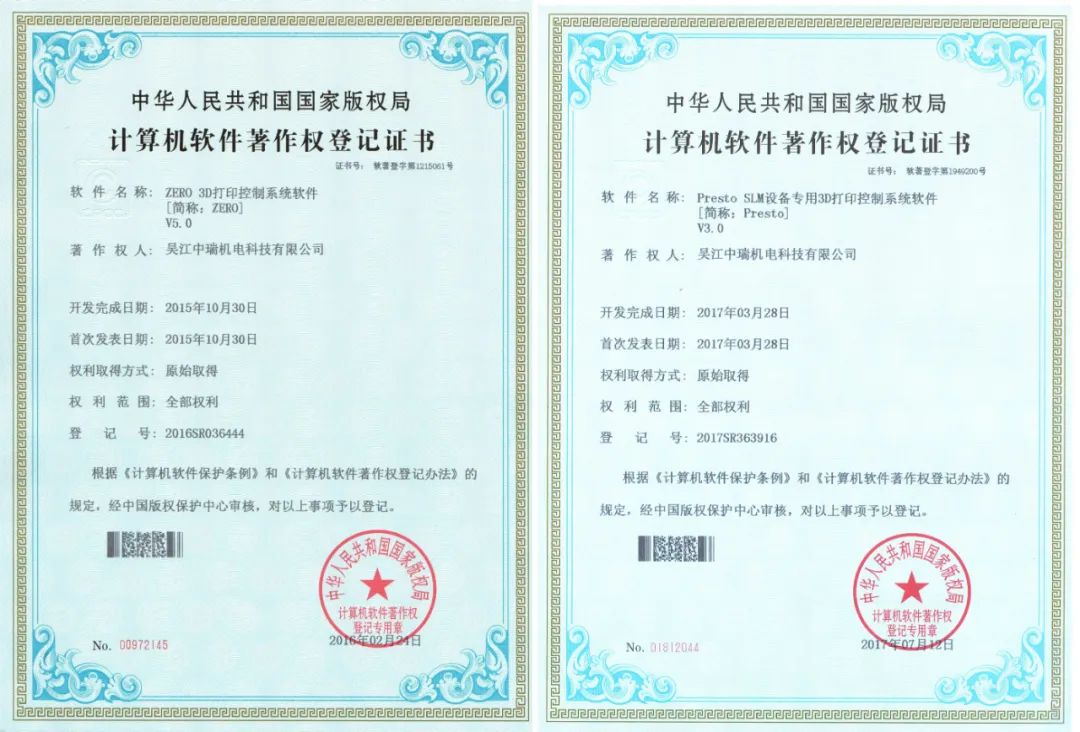 中华人民共和国国家版权局
计算机软件著作权登记证书
证书号： 软著登字第1215061号
软件名称： ZERO 3D打印控制系统软件
[简称：ZERO]
V5.0
著作权人： 吴江中瑞机电科技有限公司
开发完成日期： 2015年10月30日
首次发表日期： 2015年10月30日
权利取得方式： 原始取得
权利范围： 全部权利
登记号： 2016SR036444
根据《计算机软件保护条例》和《计算机软件著作权登记办法》的
规定，经中国版权保护中心审核，对以上事项予以登记。
中华人民共和国国家版权局
计算机软件著作权
登记专用章
No. 00972145
2016年02月24日
中华人民共和国国家版权局
计算机软件著作权登记证书
证书号： 软著登字第1949200号
软件名称： Presto SLM设备专用3D打印控制系统软件
[简称：Presto]
V3.0
著作权人： 吴江中瑞机电科技有限公司
开发完成日期： 2017年03月28日
首次发表日期： 2017年03月28日
权利取得方式： 原始取得
权利范围： 全部权利
登记号： 2017SR363916
根据《计算机软件保护条例》和《计算机软件著作权登记办法》的
规定，经中国版权保护中心审核，对以上事项予以登记。
中华人民共和国国家版权局
计算机软件著作权
登记专用章
No. 01812044
2017年07月12日